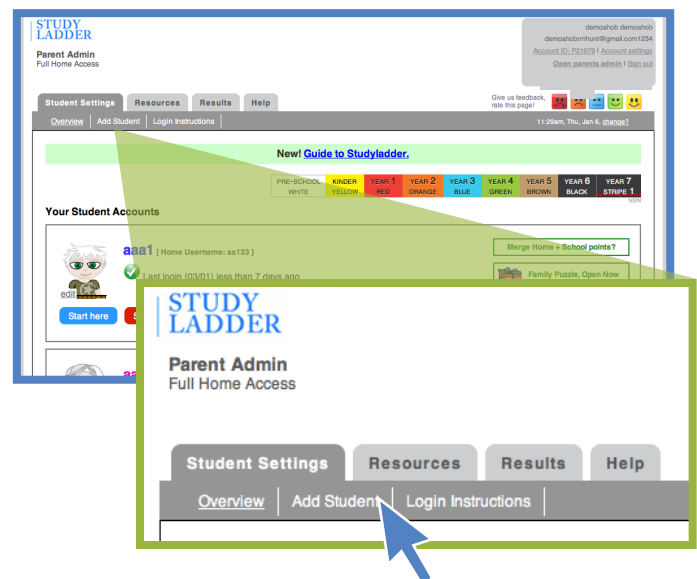 STUDY
LADDER
Parent Admin
Full Home Access
demoahob demoahob
demoahobrmhunt@gmail.com1234
Account ID: P21679 | Account settings
Open parents admin | Sign out
Student Settings Resources Results Help
Give us feedback,
rate this page!
Overview Add Student Login Instructions
11:29am, Thu, Jan 6, change?
New! Guide to Studyladder.
PRE-SCHOOL KINDER YEAR 1 YEAR 2 YEAR 3 YEAR 4 YEAR 5 YEAR 6 YEAR 7
WHITE YELLOW RED ORANGE BLUE GREEN BROWN BLACK STRIPE 1
NSW
Your Student Accounts
aaa1 [ Home Username: aa123 ]
Merge Home + School points?
Last login (03/01) less than 7 days ago
Family Puzzle, Open Now
edit
Start here
STUDY
LADDER
Parent Admin
Full Home Access
Student Settings Resources Results Help
Overview Add Student Login Instructions